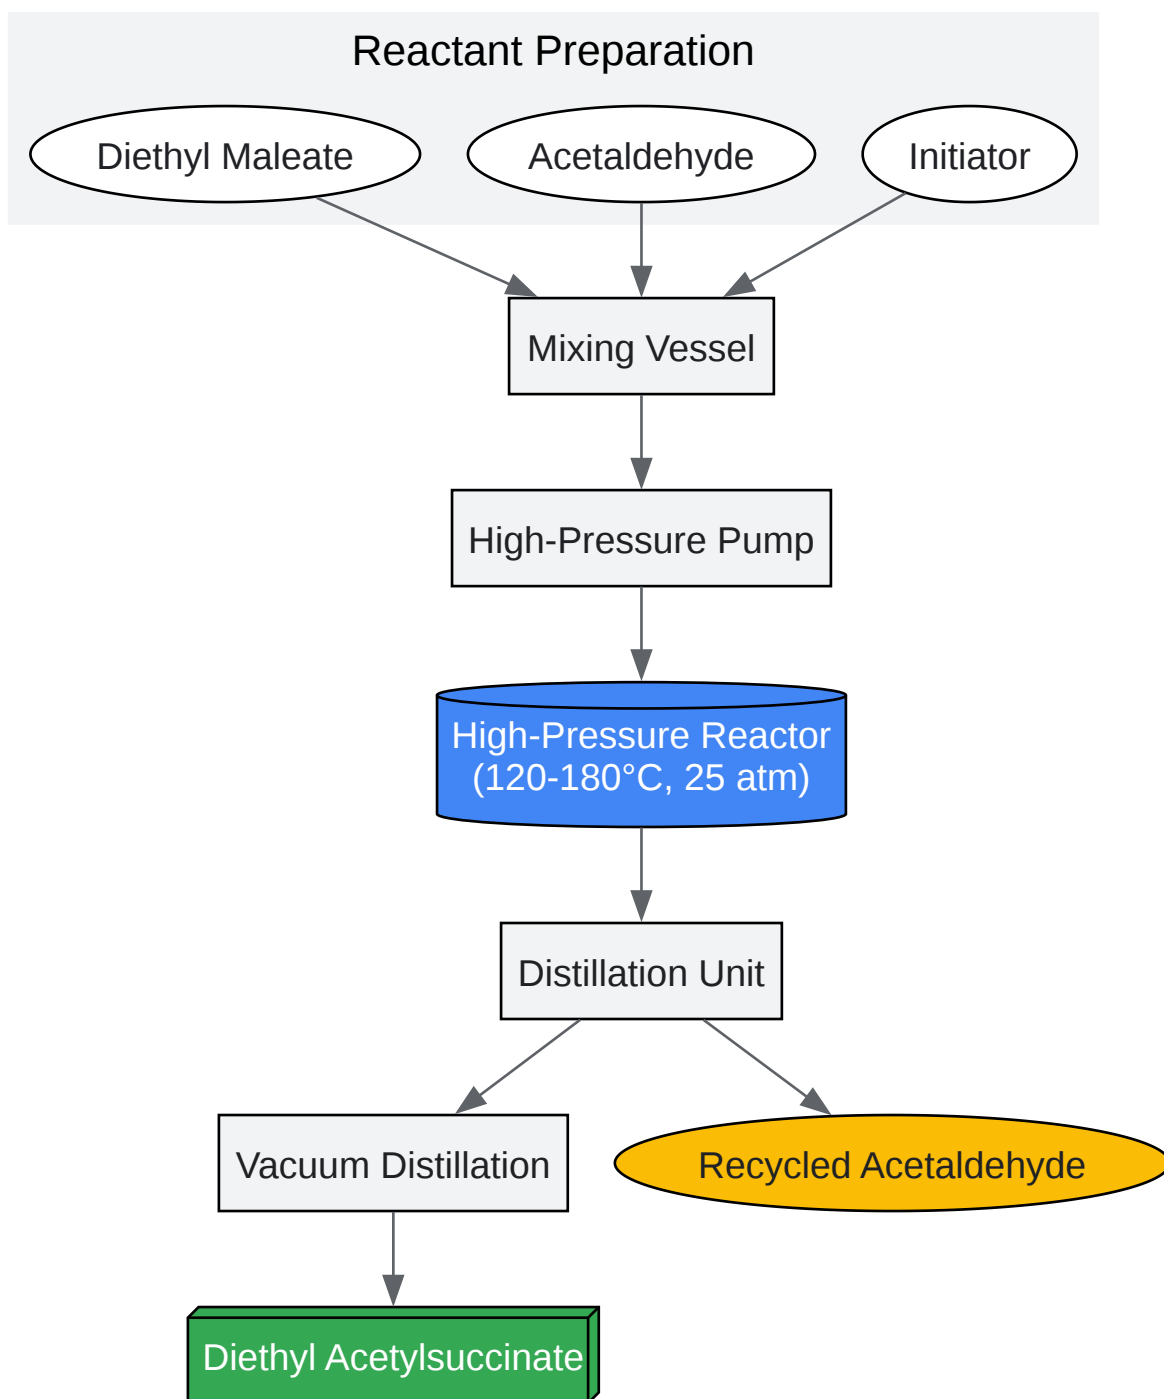 Reactant Preparation
Diethyl Maleate
Acetaldehyde
Initiator
Mixing Vessel
High-Pressure Pump
High-Pressure Reactor
(120-180°C, 25 atm)
Distillation Unit
Vacuum Distillation
Recycled Acetaldehyde
Diethyl Acetylsuccinate